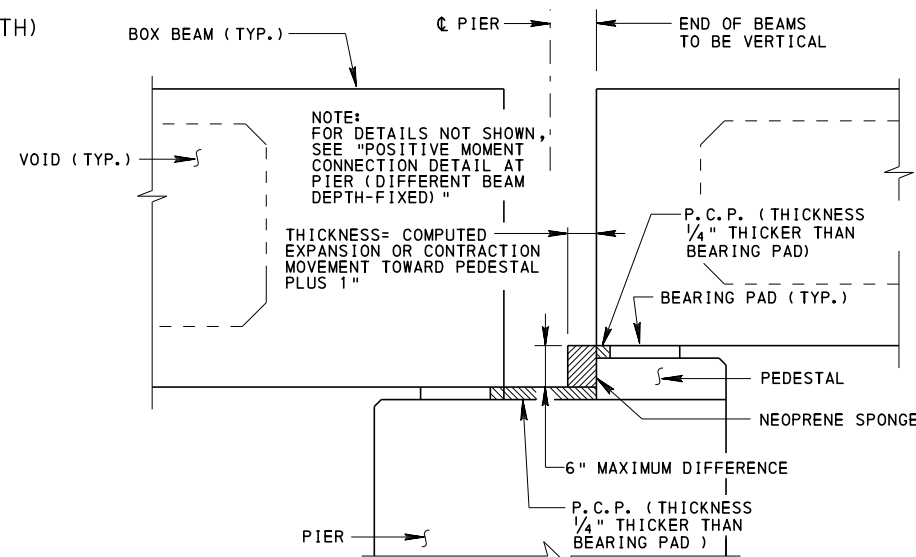 TH)
BOX BEAM (TYP.)
℄ PIER
END OF BEAMS
TO BE VERTICAL
NOTE:
FOR DETAILS NOT SHOWN,
SEE "POSITIVE MOMENT
CONNECTION DETAIL AT
PIER (DIFFERENT BEAM
DEPTH-FIXED)"
VOID (TYP.)
THICKNESS= COMPUTED
EXPANSION OR CONTRACTION
MOVEMENT TOWARD PEDESTAL
PLUS 1"
P.C.P. (THICKNESS
1/4" THICKER THAN
BEARING PAD)
BEARING PAD (TYP.)
PEDESTAL
NEOPRENE SPONGE
6" MAXIMUM DIFFERENCE
P.C.P. (THICKNESS
1/4" THICKER THAN
BEARING PAD )
PIER